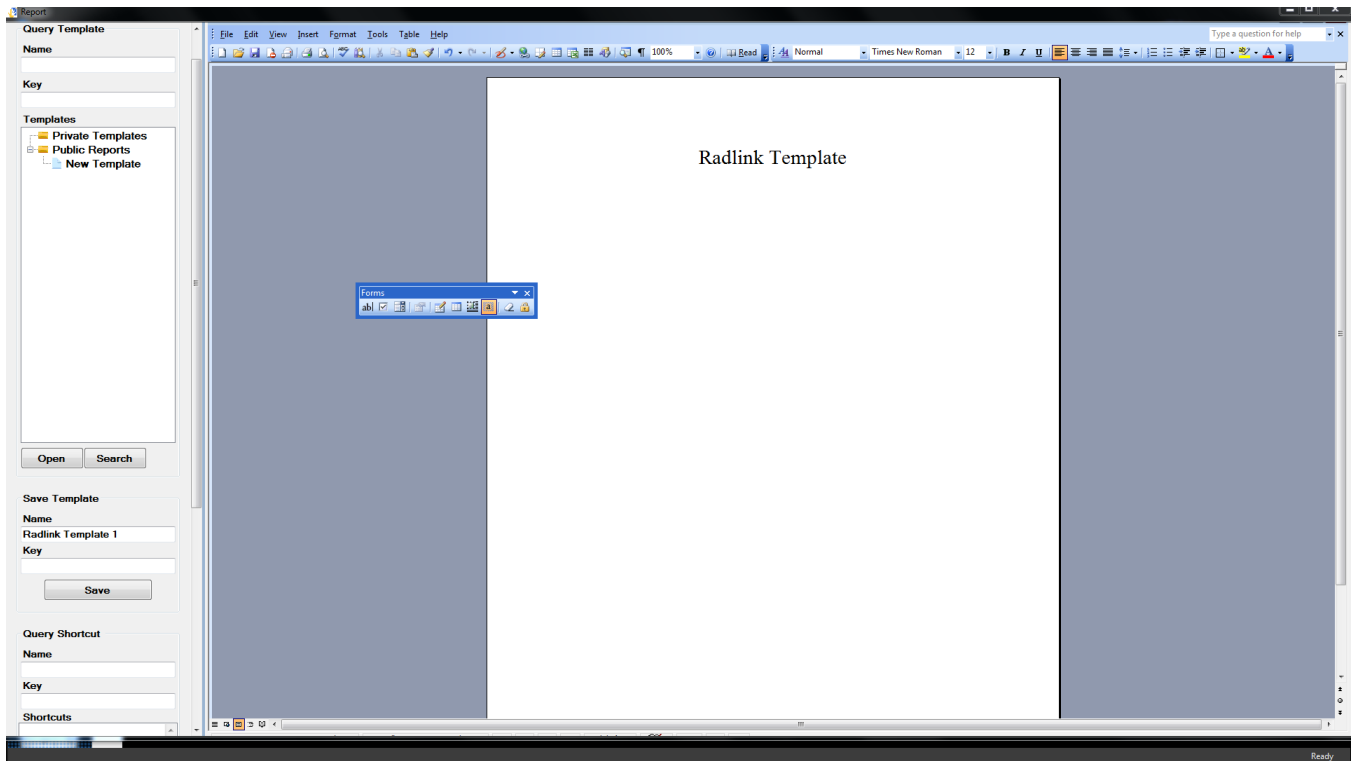 Report
Query Template
Name
Key
Templates
Private Templates
Public Reports
New Template
Open Search
Save Template
Name
Radlink Template 1
Key
Save
Query Shortcut
Name
Key
Shortcuts
File Edit View Insert Format Tools Table Help
Type a question for help
100% Read Normal Times New Roman 12 B I U
Radlink Template
Forms
ab|
Ready